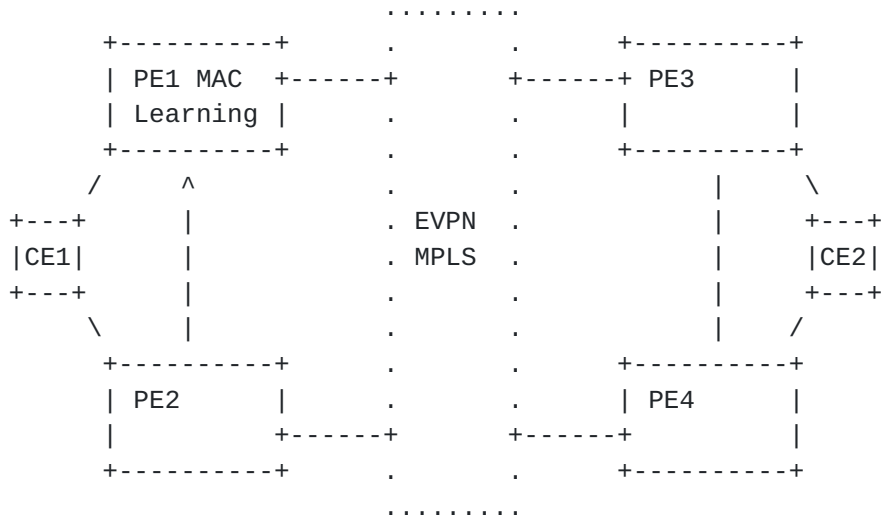 PE1 MAC
Learning
PE3
EVPN
CE1
MPLS
CE2
PE2
PE4